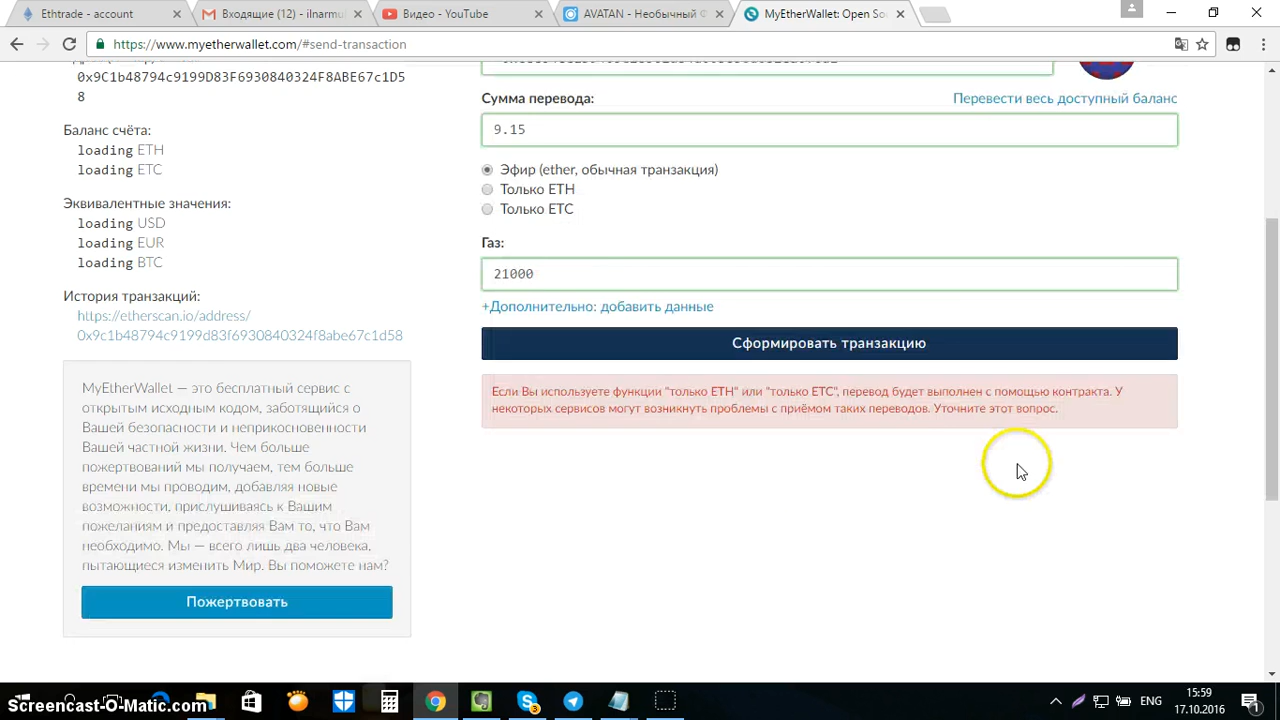 Ethtrade - account
Входящие (12) - ilnarmul
Видео - YouTube
AVATAN - Необычный Ф
MyEtherWallet: Open So
https://www.myetherwallet.com/#send-transaction
0x9C1b48794c9199D83F6930840324F8ABE67c1D5
8
Баланс счёта:
loading ETH
loading ETC
Эквивалентные значения:
loading USD
loading EUR
loading BTC
История транзакций:
https://etherscan.io/address/
0x9c1b48794c9199d83f6930840324f8abe67c1d58
MyEtherWallet — это бесплатный сервис с
открытым исходным кодом, заботящийся о
Вашей безопасности и неприкосновенности
Вашей частной жизни. Чем больше
пожертвований мы получаем, тем больше
времени мы проводим, добавляя новые
возможности, прислушиваясь к Вашим
пожеланиям и предоставляя Вам то, что Вам
необходимо. Мы — всего лишь два человека,
пытающиеся изменить Мир. Вы поможете нам?
Пожертвовать
Сумма перевода:
Перевести весь доступный баланс
9.15
Эфир (ether, обычная транзакция)
Только ETH
Только ETC
Газ:
21000
+Дополнительно: добавить данные
Сформировать транзакцию
Если Вы используете функции "только ETH" или "только ETC", перевод будет выполнен с помощью контракта. У
некоторых сервисов могут возникнуть проблемы с приёмом таких переводов. Уточните этот вопрос.
Screencast-O-Matic.com
3
ENG
15:59
17.10.2016
1